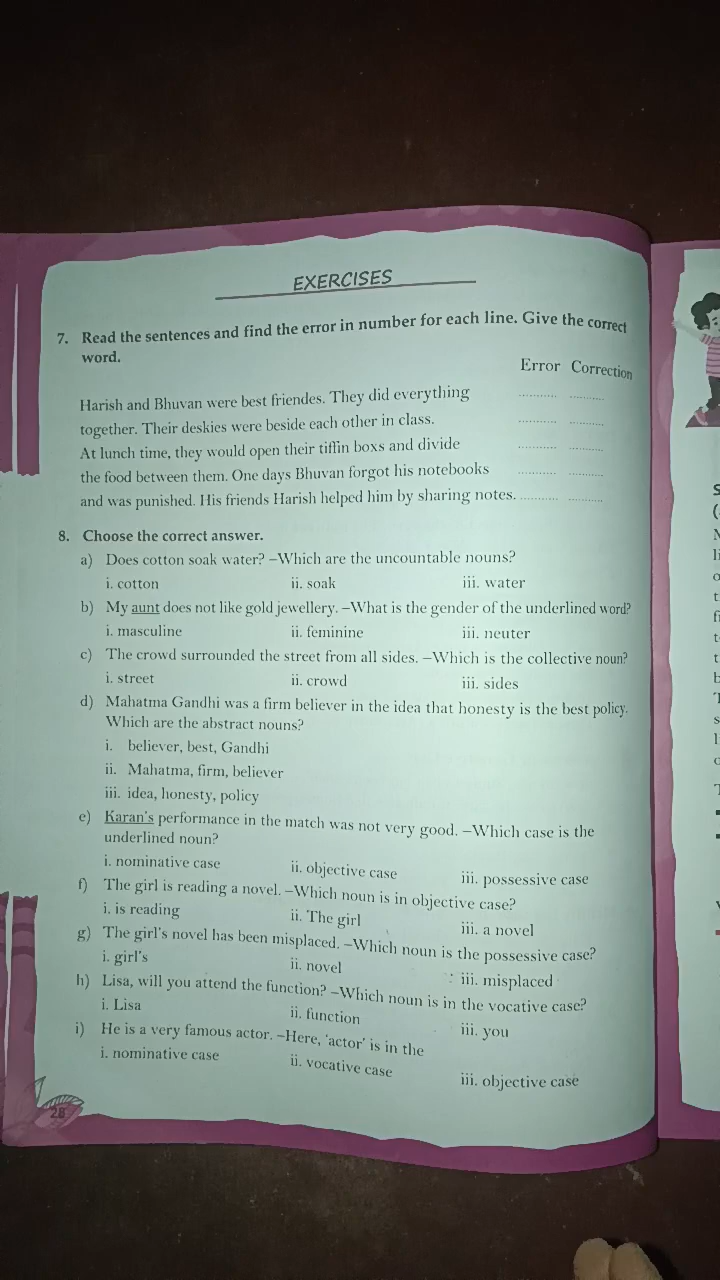 EXERCISES
7. Read the sentences and find the error in number for each line. Give the correct
word.
Error Correction
Harish and Bhuvan were best friendes. They did everything ............ ............
together. Their deskies were beside each other in class. ............ ............
At lunch time, they would open their tiffin boxs and divide ............ ............
the food between them. One days Bhuvan forgot his notebooks ............ ............
and was punished. His friends Harish helped him by sharing notes. ............ ............
8. Choose the correct answer.
a) Does cotton soak water? –Which are the uncountable nouns?
i. cotton ii. soak iii. water
b) My aunt does not like gold jewellery. –What is the gender of the underlined word?
i. masculine ii. feminine iii. neuter
c) The crowd surrounded the street from all sides. –Which is the collective noun?
i. street ii. crowd iii. sides
d) Mahatma Gandhi was a firm believer in the idea that honesty is the best policy.
Which are the abstract nouns?
i. believer, best, Gandhi
ii. Mahatma, firm, believer
iii. idea, honesty, policy
e) Karan's performance in the match was not very good. –Which case is the
underlined noun?
i. nominative case ii. objective case iii. possessive case
f) The girl is reading a novel. –Which noun is in objective case?
i. is reading ii. The girl iii. a novel
g) The girl's novel has been misplaced. –Which noun is the possessive case?
i. girl's ii. novel iii. misplaced
h) Lisa, will you attend the function? –Which noun is in the vocative case?
i. Lisa ii. function iii. you
i) He is a very famous actor. –Here, 'actor' is in the
i. nominative case ii. vocative case iii. objective case
28